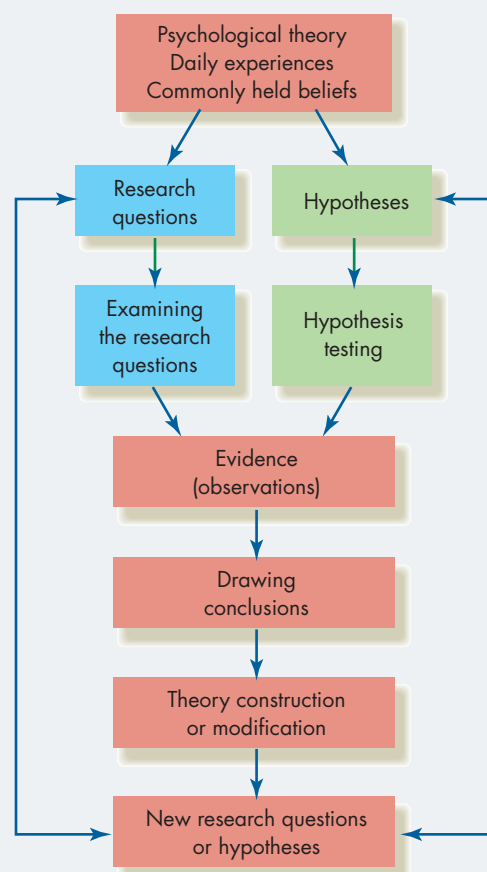 Psychological theory
Daily experiences
Commonly held beliefs
Research
questions
Hypotheses
Examining
the research
questions
Hypothesis
testing
Evidence
(observations)
Drawing
conclusions
Theory construction
or modification
New research questions
or hypotheses